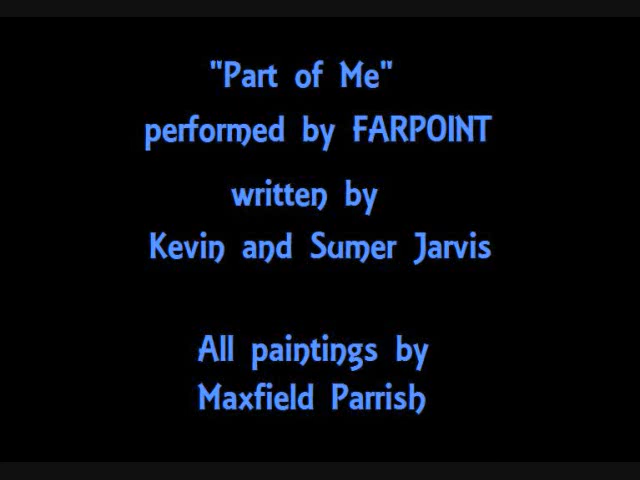 "Part of Me"
performed by FARPOINT
written by
Kevin and Sumer Jarvis
All paintings by
Maxfield Parrish